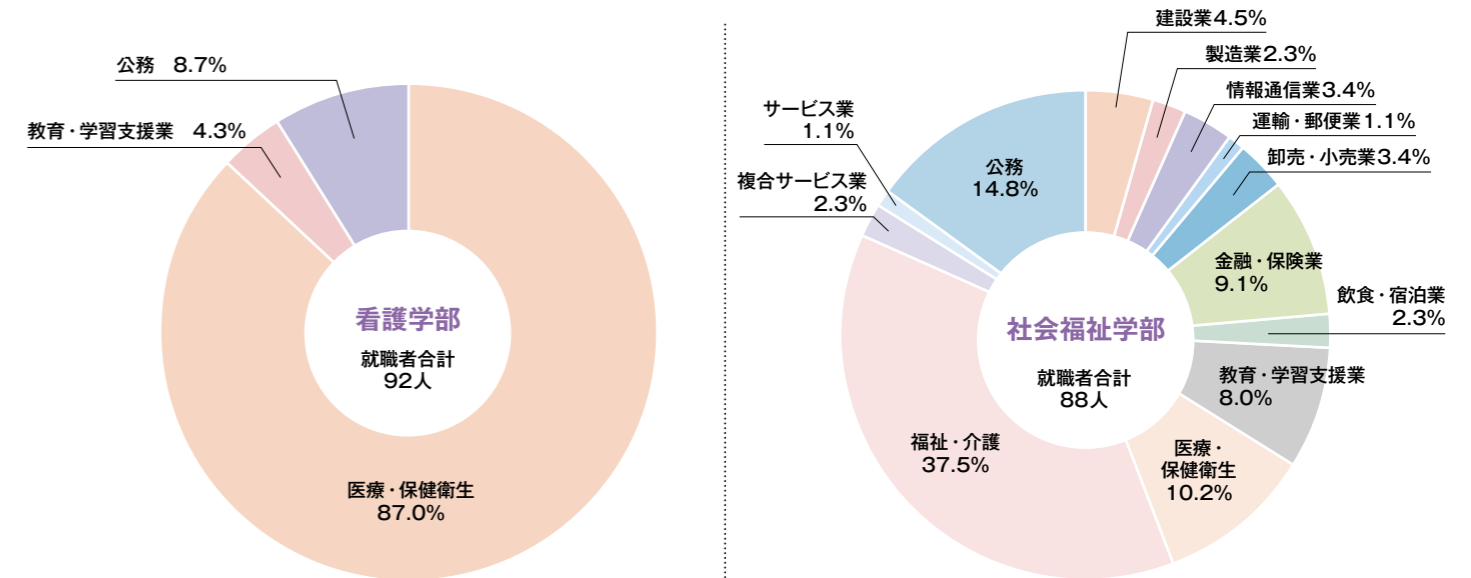 公務 8.7%
教育・学習支援業 4.3%
看護学部
就職者合計
92人
医療・保健衛生
87.0%
建設業4.5%
製造業2.3%
情報通信業3.4%
運輸・郵便業1.1%
卸売・小売業3.4%
金融・保険業
9.1%
飲食・宿泊業
2.3%
教育・学習支援業
8.0%
医療・
保健衛生
10.2%
福祉・介護
37.5%
複合サービス業
2.3%
サービス業
1.1%
公務
14.8%
社会福祉学部
就職者合計
88人